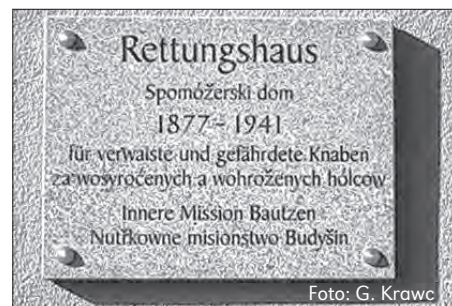 Rettungshaus
Spomóžerski dom
1877 – 1941
für verwaiste und gefährdete Knaben
za wosyroćenych a wohroženych hólcow
Innere Mission Bautzen
Nutřkowne misionstwo Budyšin
Foto: G. Krawc